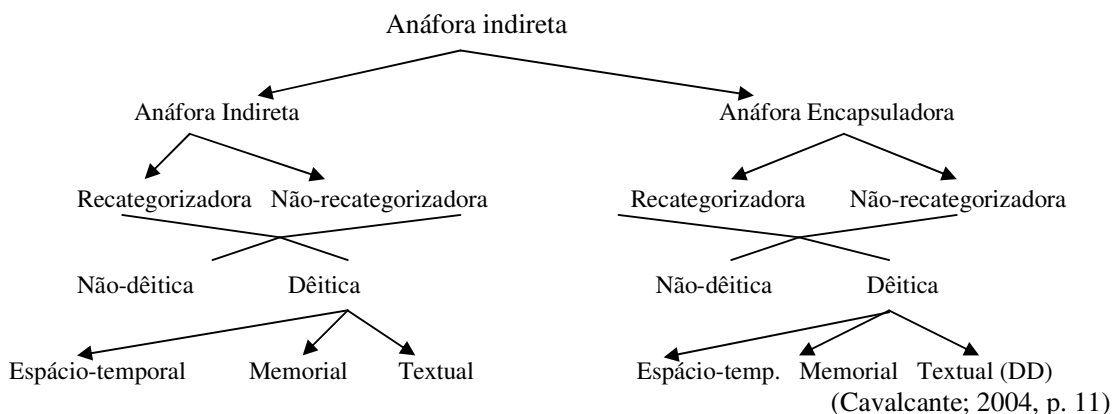 Anáfora indireta
Anáfora Indireta Anáfora Encapsuladora
Recategorizadora Não-recategorizadora Recategorizadora Não-recategorizadora
Não-dêitica Dêitica Não-dêitica Dêitica
Espácio-temporal Memorial Textual Espácio-temp. Memorial Textual (DD)
(Cavalcante; 2004, p. 11)